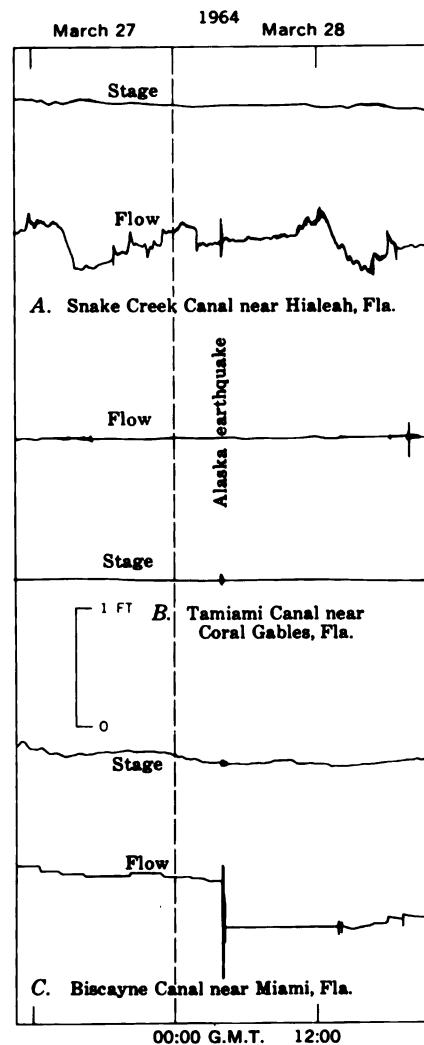 1964
March 27 March 28
Stage
Flow
A. Snake Creek Canal near Hialeah, Fla.
Alaska earthquake
Flow
Stage
1 FT
0
B. Tamiami Canal near
Coral Gables, Fla.
Stage
Flow
C. Biscayne Canal near Miami, Fla.
00:00 G.M.T. 12:00